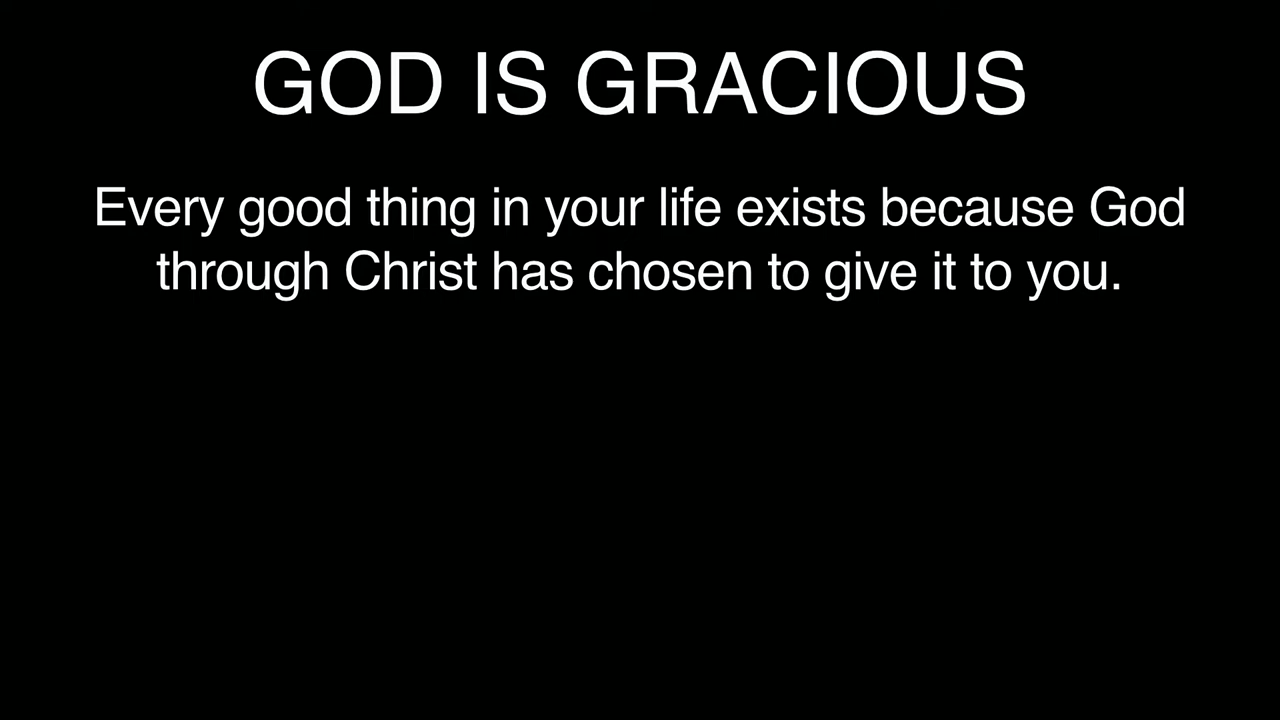 GOD IS GRACIOUS
Every good thing in your life exists because God
through Christ has chosen to give it to you.